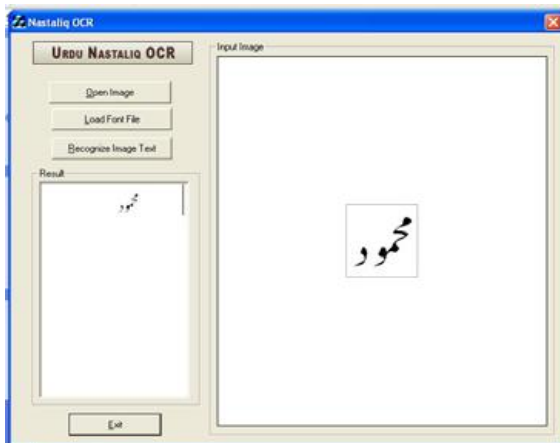 Nastaliq OCR
URDU NASTALIQ OCR
Open Image
Load Font File
Recognize Image Text
Result
محمود
Exit
Input Image
محمود